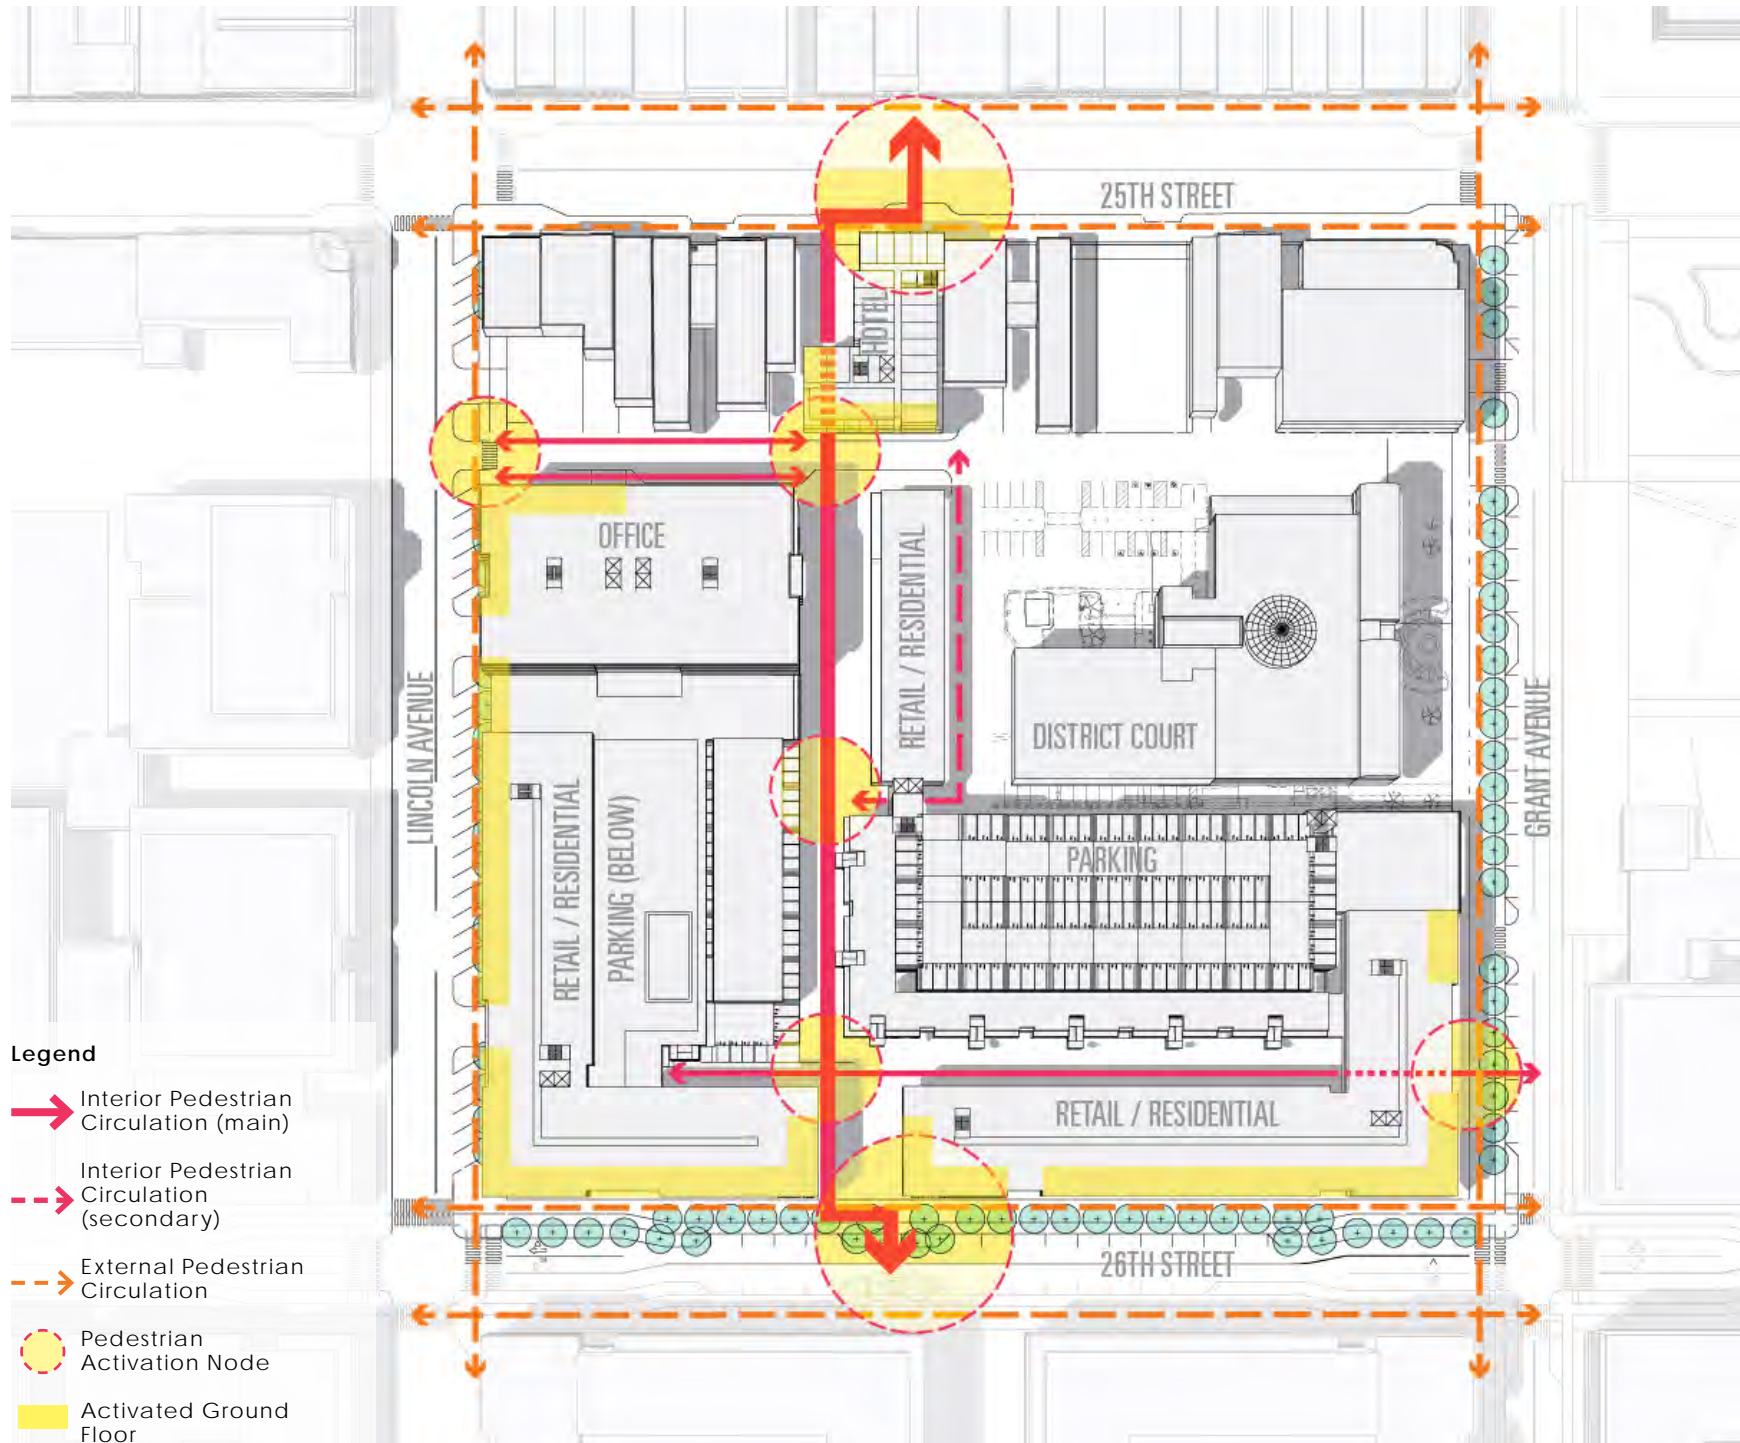 25TH STREET
HOTEL
OFFICE
RETAIL / RESIDENTIAL
LINCOLN AVENUE
DISTRICT COURT
GRANT AVENUE
RETAIL / RESIDENTIAL
PARKING (BELOW)
PARKING
RETAIL / RESIDENTIAL
26TH STREET
Legend
Interior Pedestrian
Circulation (main)
Interior Pedestrian
Circulation
(secondary)
External Pedestrian
Circulation
Pedestrian
Activation Node
Activated Ground
Floor